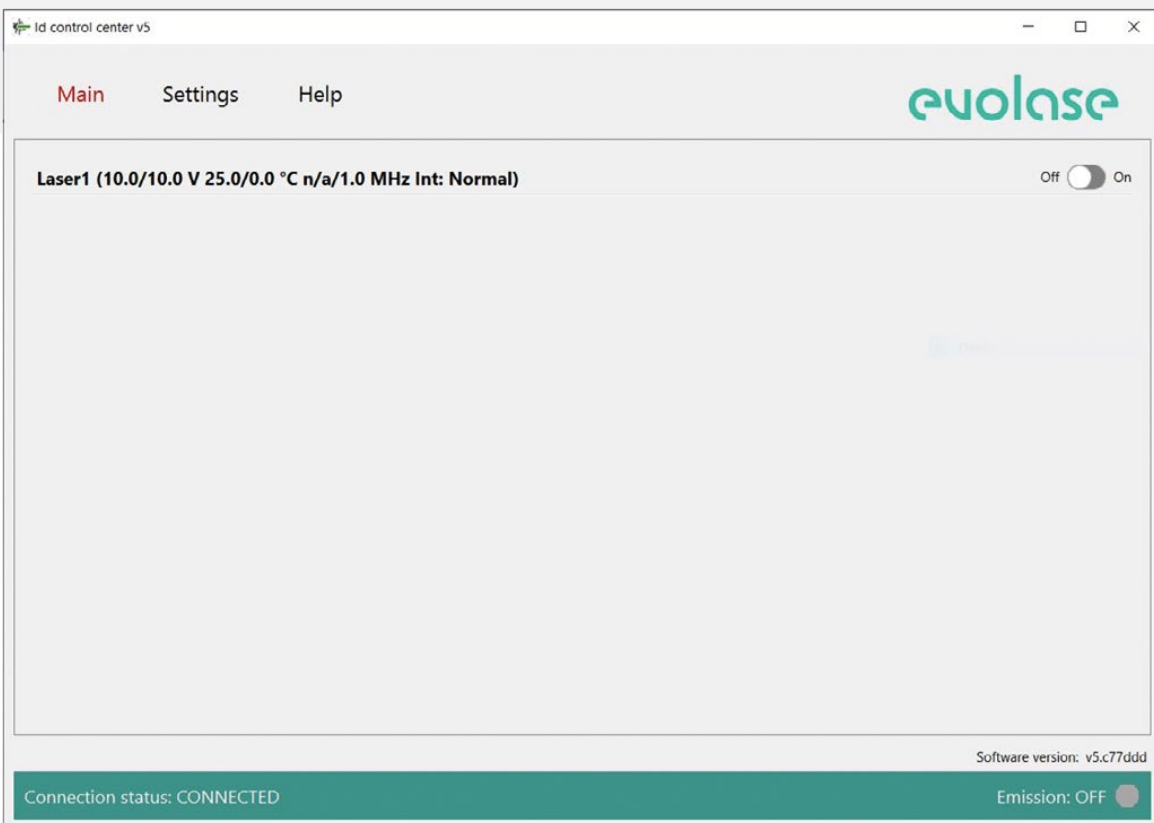 ld control center v5
Main Settings Help
evolase
Laser1 (10.0/10.0 V 25.0/0.0 °C n/a/1.0 MHz Int: Normal)
Off On
Software version: v5.c77ddd
Connection status: CONNECTED
Emission: OFF